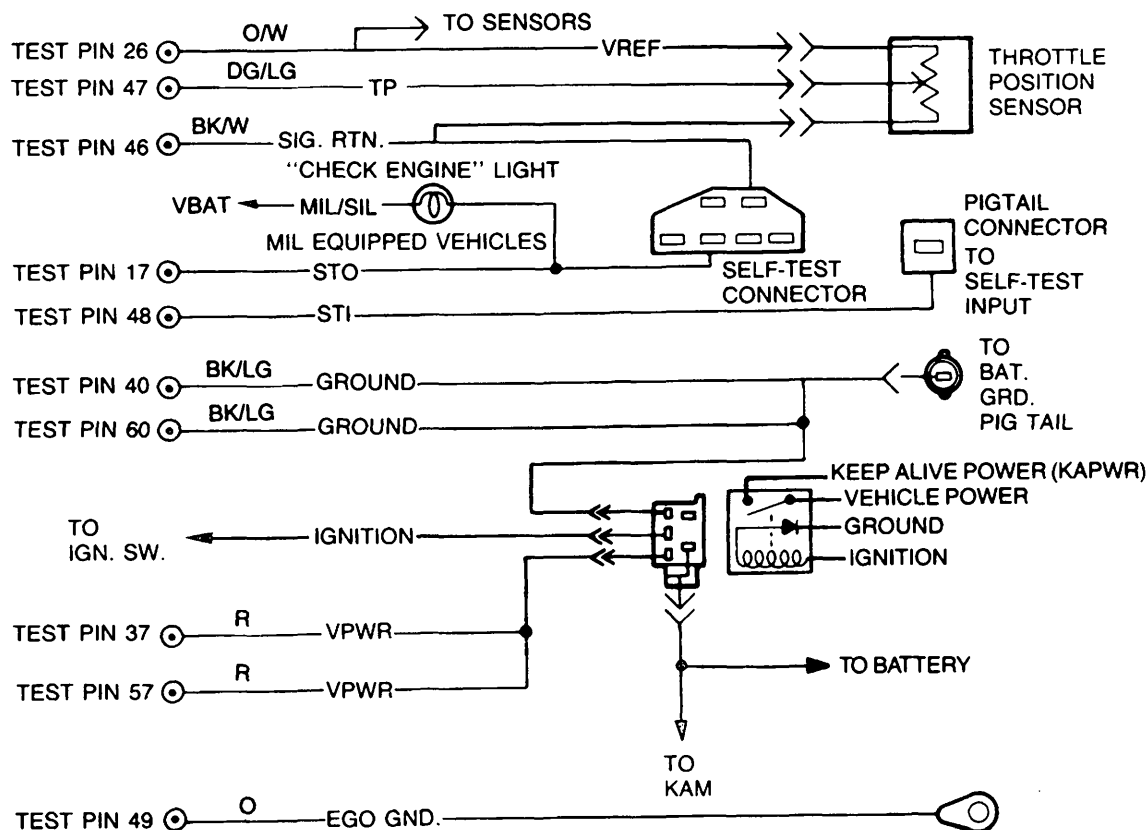 TO SENSORS
TEST PIN 26 O/W VREF
THROTTLE
POSITION
SENSOR
TEST PIN 47 DG/LG TP
TEST PIN 46 BK/W SIG. RTN.
"CHECK ENGINE" LIGHT
VBAT MIL/SIL
MIL EQUIPPED VEHICLES
PIGTAIL
CONNECTOR
TO
SELF-TEST
INPUT
TEST PIN 17 STO
SELF-TEST
CONNECTOR
TEST PIN 48 STI
TEST PIN 40 BK/LG GROUND
TO
BAT.
GRD.
PIG TAIL
TEST PIN 60 BK/LG GROUND
KEEP ALIVE POWER (KAPWR)
VEHICLE POWER
GROUND
IGNITION
TO
IGN. SW.
IGNITION
TEST PIN 37 R VPWR
TO BATTERY
TEST PIN 57 R VPWR
TO
KAM
TEST PIN 49 O EGO GND.